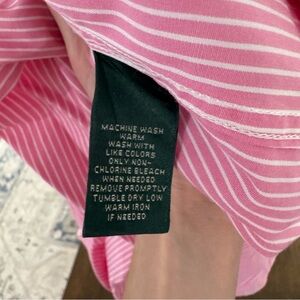 MACHINE WASH
WARM
WASH WITH
LIKE COLORS
ONLY NON-
CHLORINE BLEACH
WHEN NEEDED
REMOVE PROMPTLY
TUMBLE DRY LOW
WARM IRON
IF NEEDED